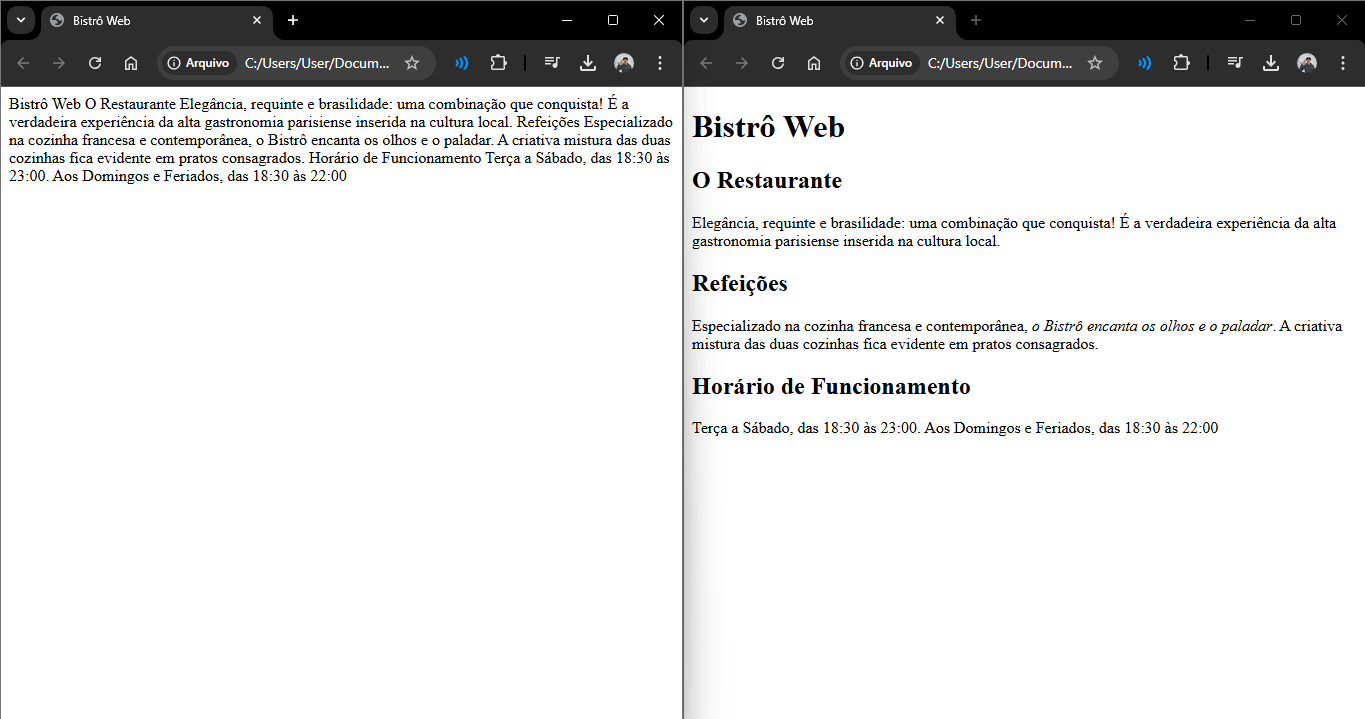 Bistrô Web
Arquivo
C:/Users/User/Docum...
Bistrô Web O Restaurante Elegância, requinte e brasilidade: uma combinação que conquista! É a
verdadeira experiência da alta gastronomia parisiense inserida na cultura local. Refeições Especializado
na cozinha francesa e contemporânea, o Bistrô encanta os olhos e o paladar. A criativa mistura das duas
cozinhas fica evidente em pratos consagrados. Horário de Funcionamento Terça a Sábado, das 18:30 às
23:00. Aos Domingos e Feriados, das 18:30 às 22:00
Bistrô Web
Arquivo
C:/Users/User/Docum...
Bistrô Web
O Restaurante
Elegância, requinte e brasilidade: uma combinação que conquista! É a verdadeira experiência da alta
gastronomia parisiense inserida na cultura local.
Refeições
Especializado na cozinha francesa e contemporânea, o Bistrô encanta os olhos e o paladar. A criativa
mistura das duas cozinhas fica evidente em pratos consagrados.
Horário de Funcionamento
Terça a Sábado, das 18:30 às 23:00. Aos Domingos e Feriados, das 18:30 às 22:00